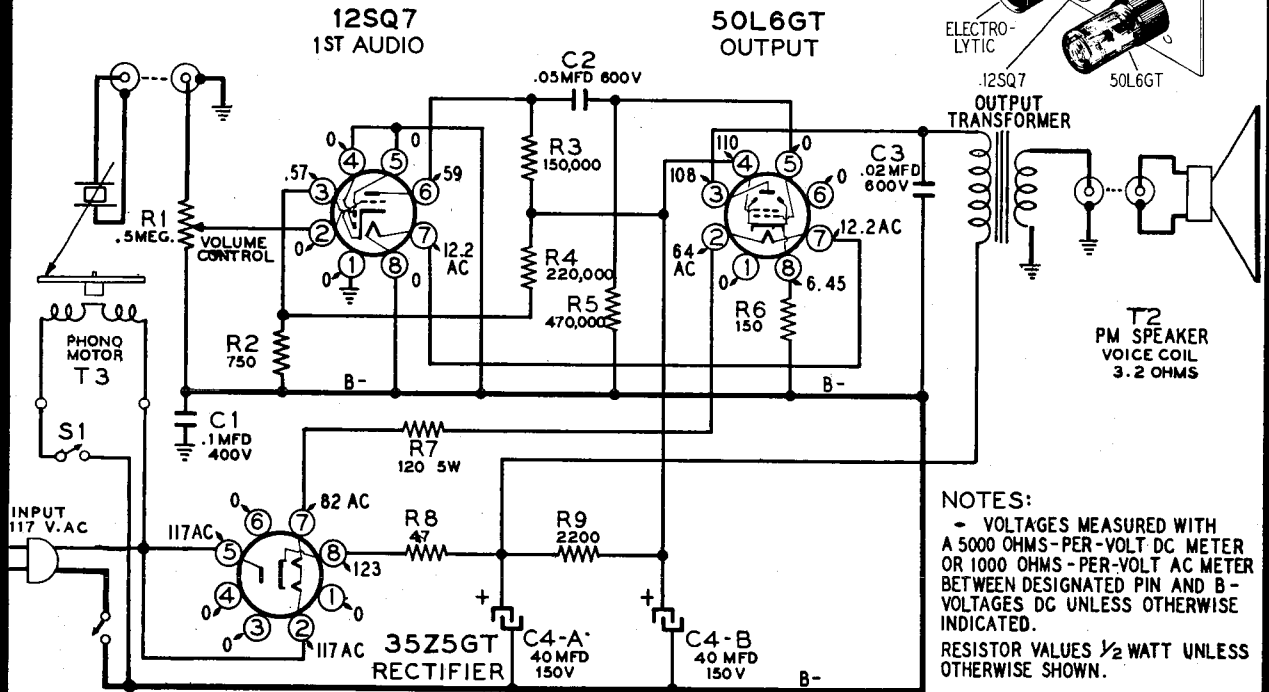 12SQ7
1ST AUDIO
50L6GT
OUTPUT
ELECTRO-
LYTIC
.12SQ7
50L6GT
OUTPUT
TRANSFORMER
C2
.05MFD 600V
R3
150,000
R4
220,000
R5
470,000
C3
.02 MFD
600V
R1
.5MEG.
VOLUME
CONTROL
0
4
0
5
.57
3
6
59
0
2
7
12.2
AC
0
1
8
0
110
4
5
0
108
3
6
0
64
AC
2
7
12.2 AC
0
1
8
6.45
R6
150
R2
750
PHONO
MOTOR
T3
T2
PM SPEAKER
VOICE COIL
3.2 OHMS
B-
B-
C1
.1MFD
400V
S1
R7
120 5W
INPUT
117 V. AC
0
6
7
82 AC
117AC
5
8
123
0
4
1
0
0
3
2
117 AC
R8
47
R9
2200
35Z5GT
RECTIFIER
+
C4-A
40 MFD
150V
+
C4-B
40 MFD
150V
B-
NOTES:
- VOLTAGES MEASURED WITH
A 5000 OHMS-PER-VOLT DC METER
OR 1000 OHMS-PER-VOLT AC METER
BETWEEN DESIGNATED PIN AND B-
VOLTAGES DC UNLESS OTHERWISE
INDICATED.
RESISTOR VALUES ½ WATT UNLESS
OTHERWISE SHOWN.